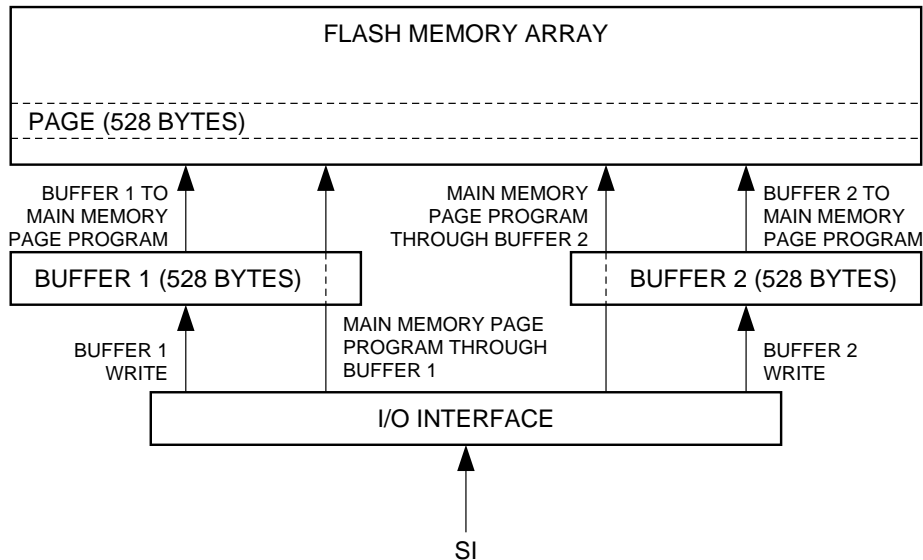 FLASH MEMORY ARRAY
PAGE (528 BYTES)
BUFFER 1 TO
MAIN MEMORY
PAGE PROGRAM
MAIN MEMORY
PAGE PROGRAM
THROUGH BUFFER 2
BUFFER 2 TO
MAIN MEMORY
PAGE PROGRAM
BUFFER 1 (528 BYTES)
BUFFER 2 (528 BYTES)
BUFFER 1
WRITE
MAIN MEMORY PAGE
PROGRAM THROUGH
BUFFER 1
BUFFER 2
WRITE
I/O INTERFACE
SI